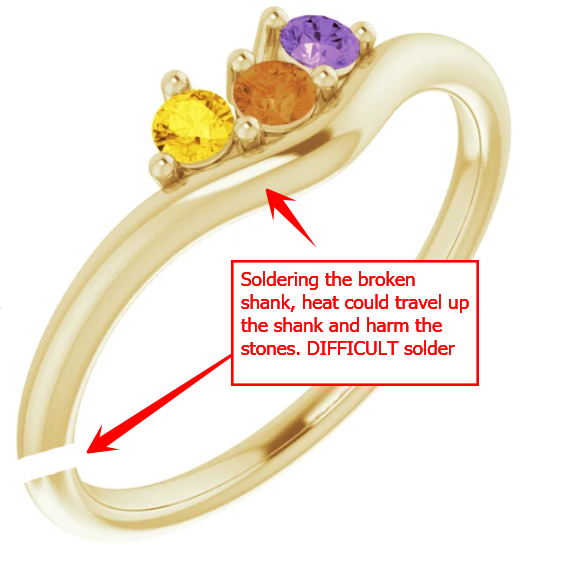 Soldering the broken
shank, heat could travel up
the shank and harm the
stones. DIFFICULT solder